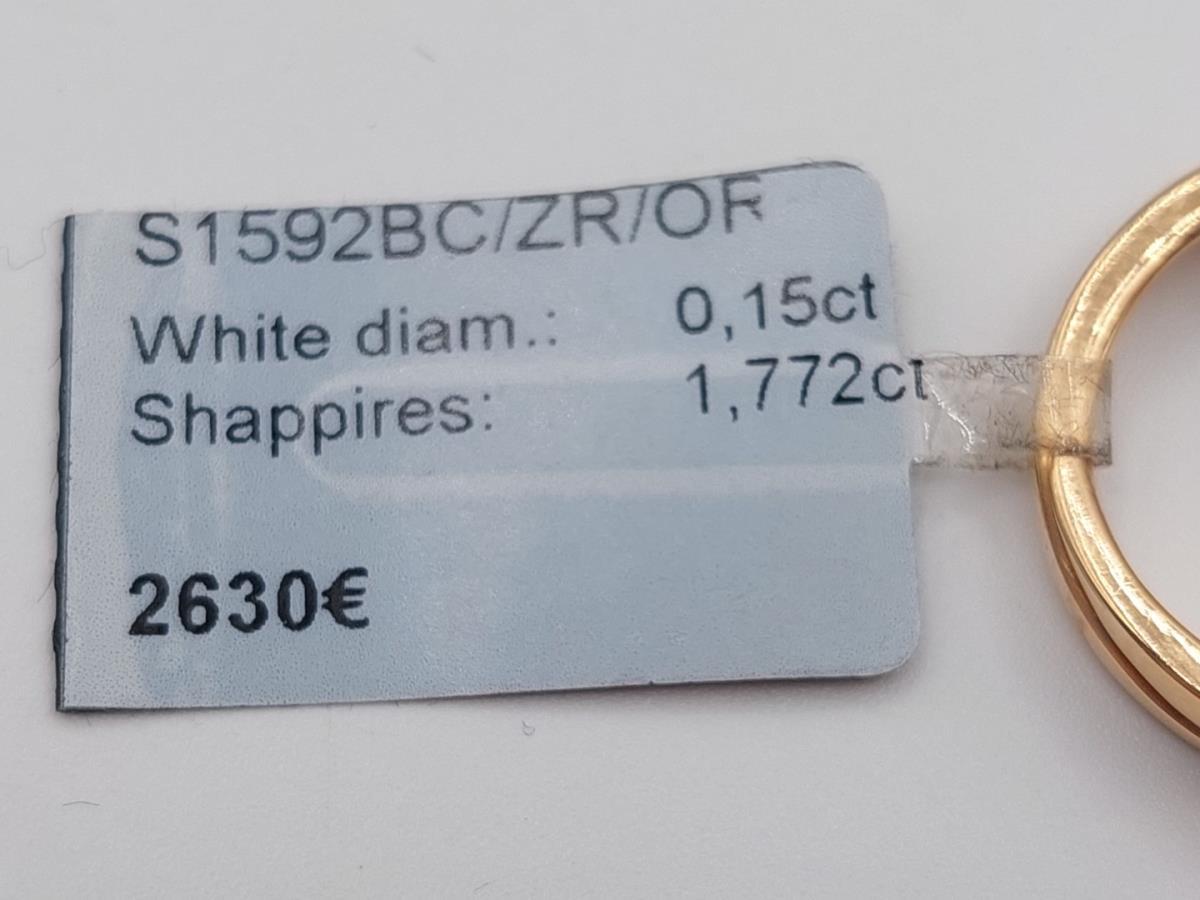 S1592BC/ZR/OF
White diam.: 0,15ct
Shappires: 1,772ct
2630€